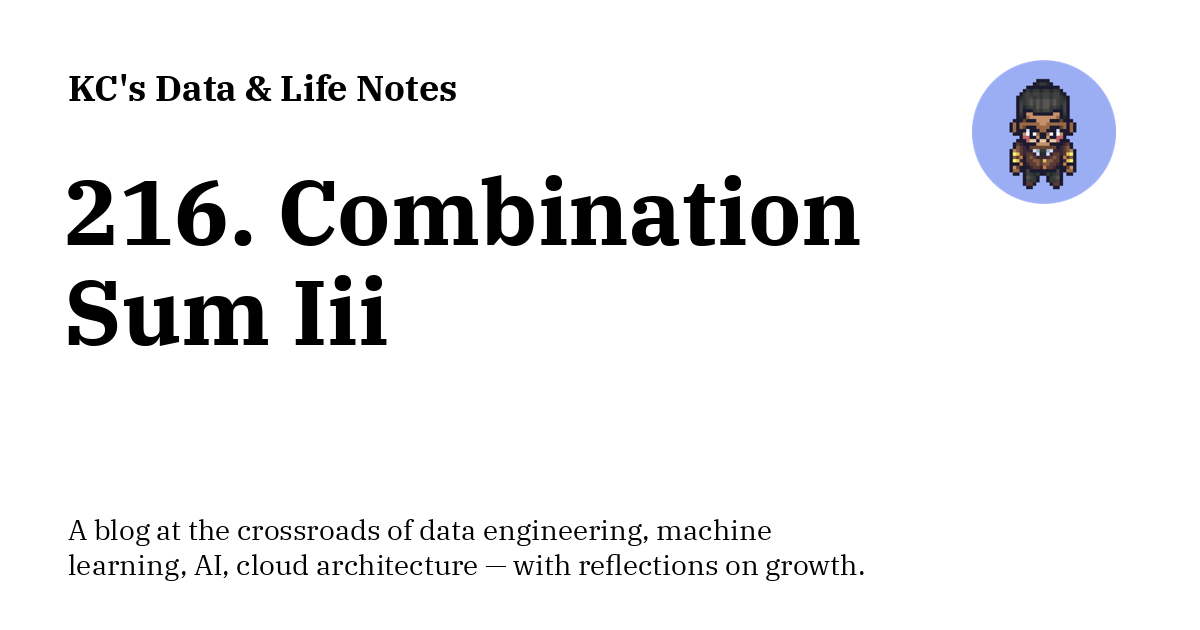 KC's Data & Life Notes
216. Combination
Sum Iii
A blog at the crossroads of data engineering, machine
learning, AI, cloud architecture — with reflections on growth.